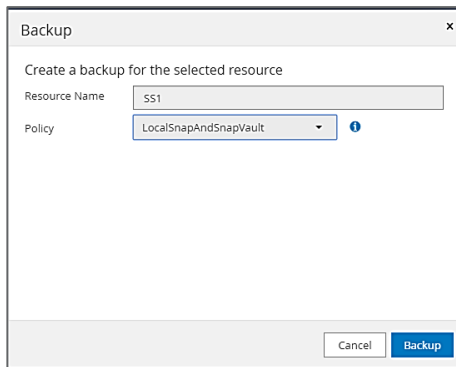 Backup x
Create a backup for the selected resource
Resource Name SS1
Policy LocalSnapAndSnapVault i
Cancel Backup